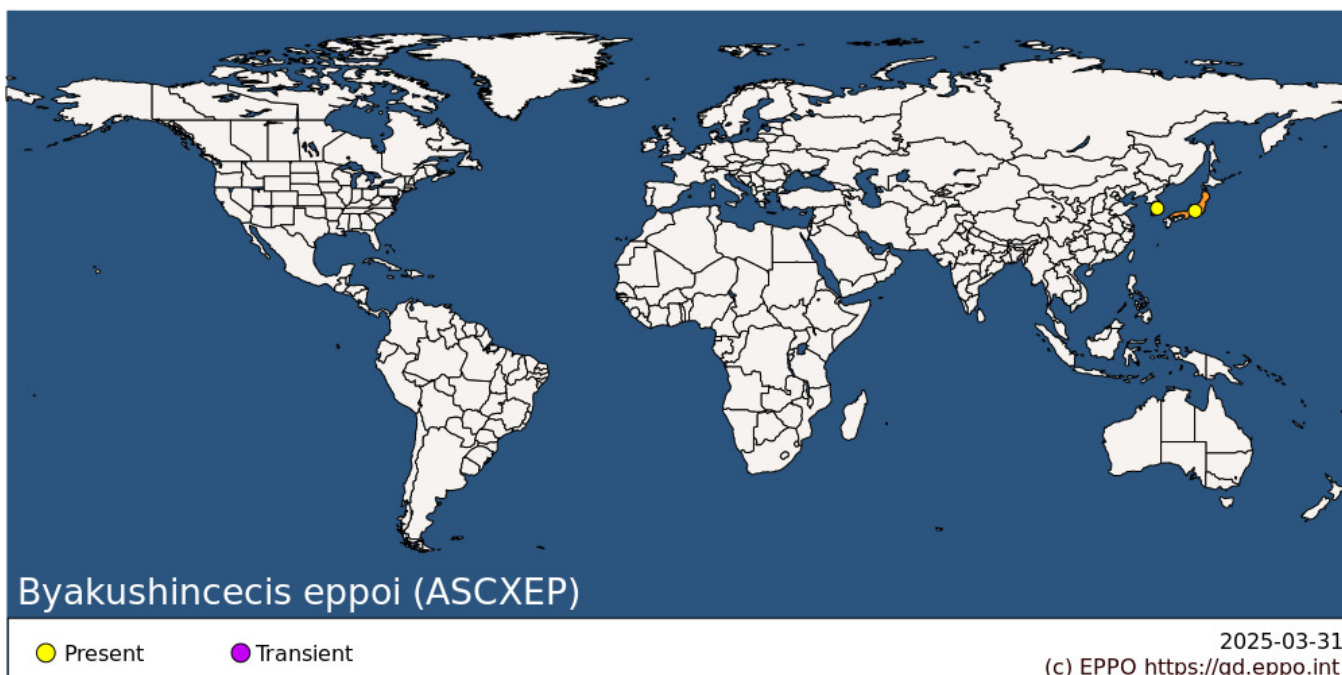 Byakushincecis eppoi (ASCXEP)
Present
Transient
2025-03-31
(c) EPPO https://gd.eppo.int